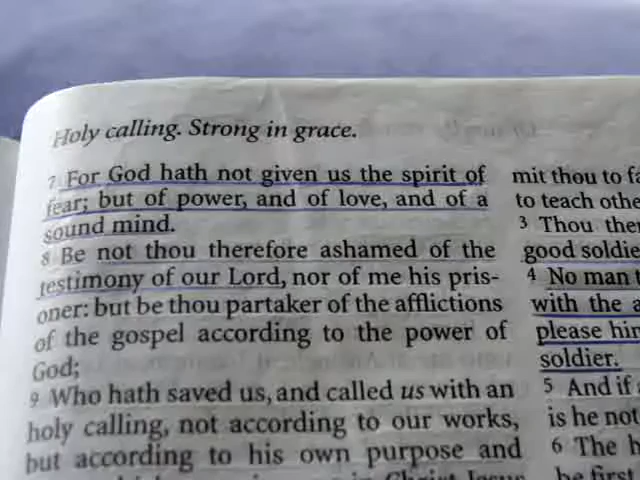 Holy calling. Strong in grace.
7 For God hath not given us the spirit of
fear; but of power, and of love, and of a
sound mind.
8 Be not thou therefore ashamed of the
testimony of our Lord, nor of me his pris-
oner: but be thou partaker of the afflictions
of the gospel according to the power of
God;
9 Who hath saved us, and called us with an
holy calling, not according to our works,
but according to his own purpose and
in Christ Jesus
mit thou to
to teach
3 Thou
good
4 No man
with the
please
soldier.
5 And if
is he not
6 The
be first